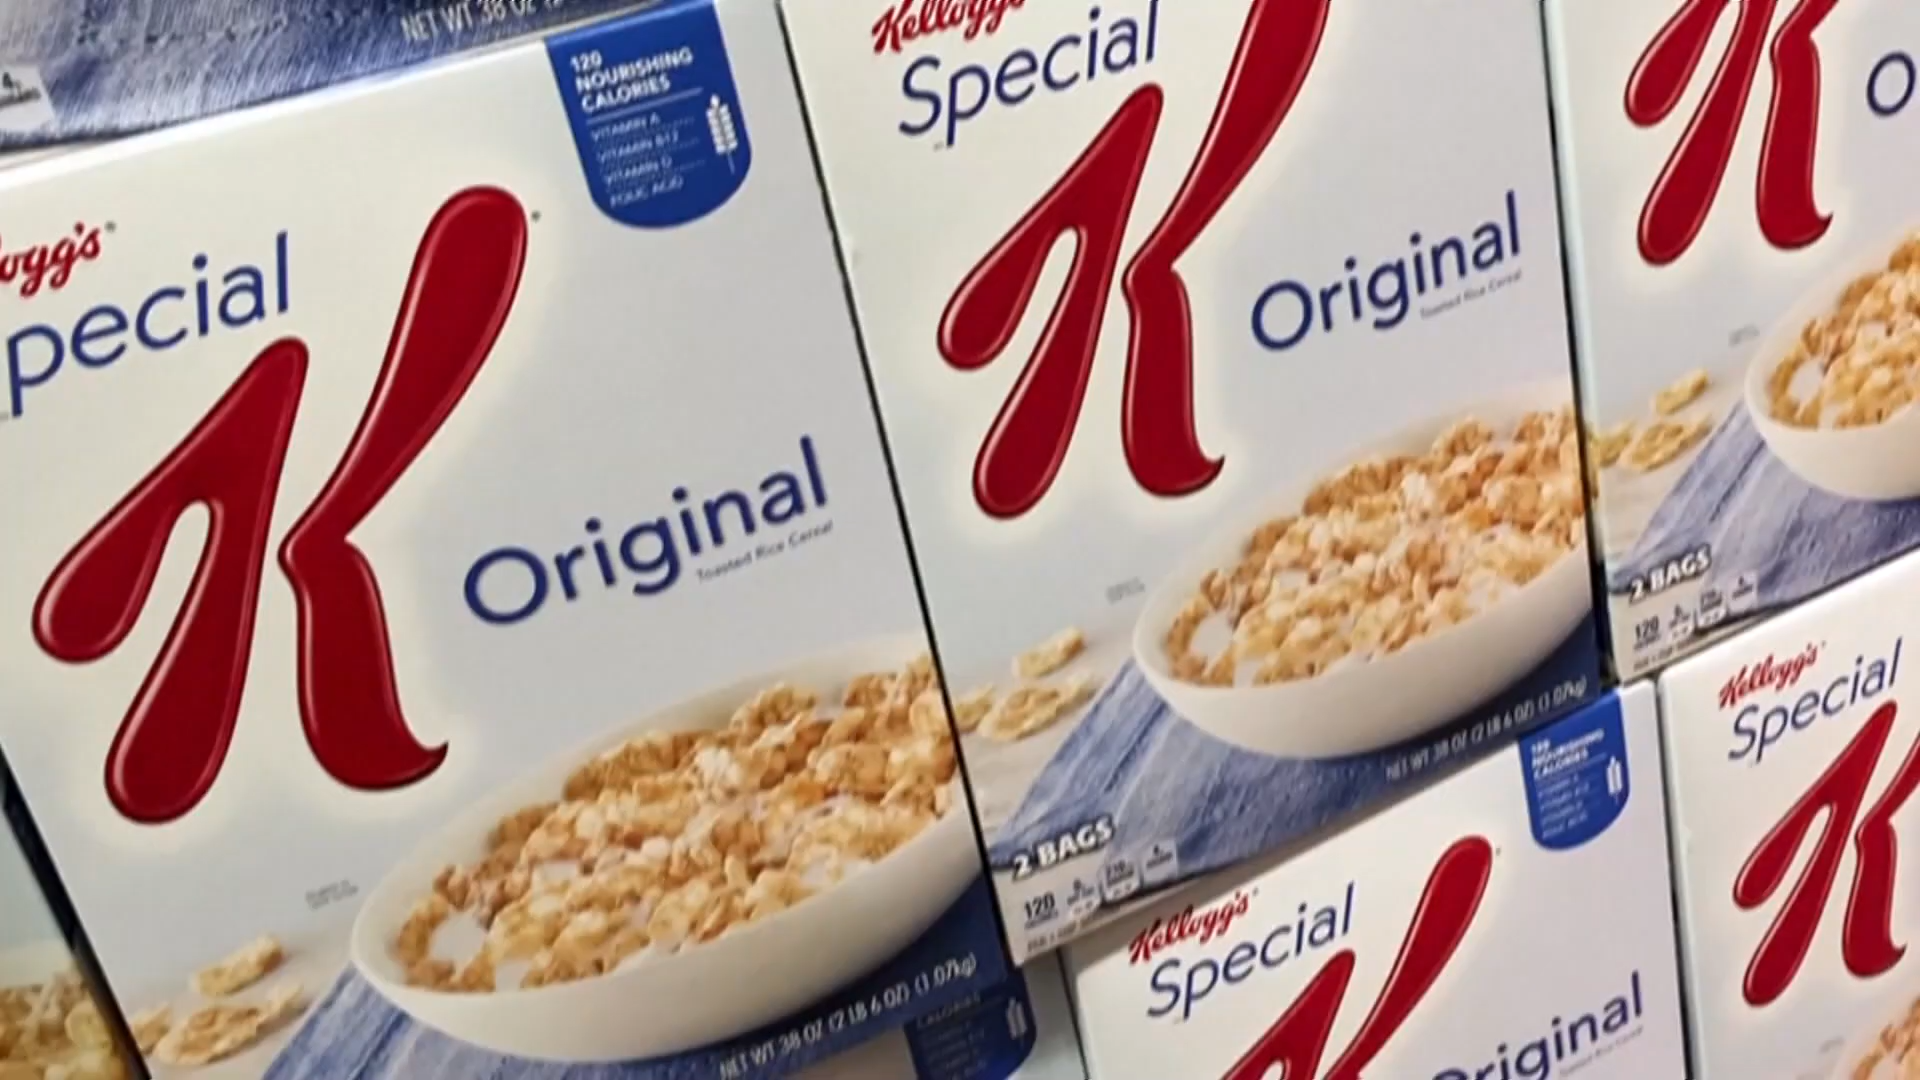 NET WT 38 OZ
120
NOURISHING
CALORIES
VITAMIN A
VITAMIN B12
VITAMIN D
FOLIC ACID
Special
K
Original
Toasted Rice Cereal
NET WT 38 OZ (2 LB 6 OZ) (1.07kg)
CALORIES
Kellogg's
Special
K
Original
Toasted Rice Cereal
NET WT 38 OZ (2 LB 6 OZ) (1.07kg)
2 BAGS
120
K
2 BAGS
120
Kellogg's
Special
K
Original
NOURISHING
CALORIES
Kellogg's
Special
K